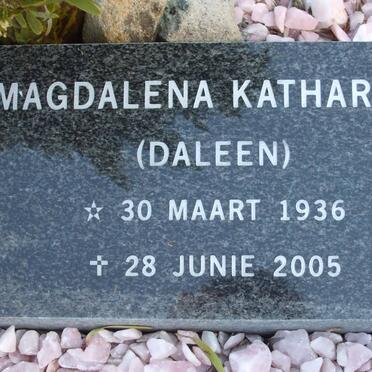 MAGDALENA KATHAR
(DALEEN)
☆ 30 MAART 1936
✝ 28 JUNIE 2005